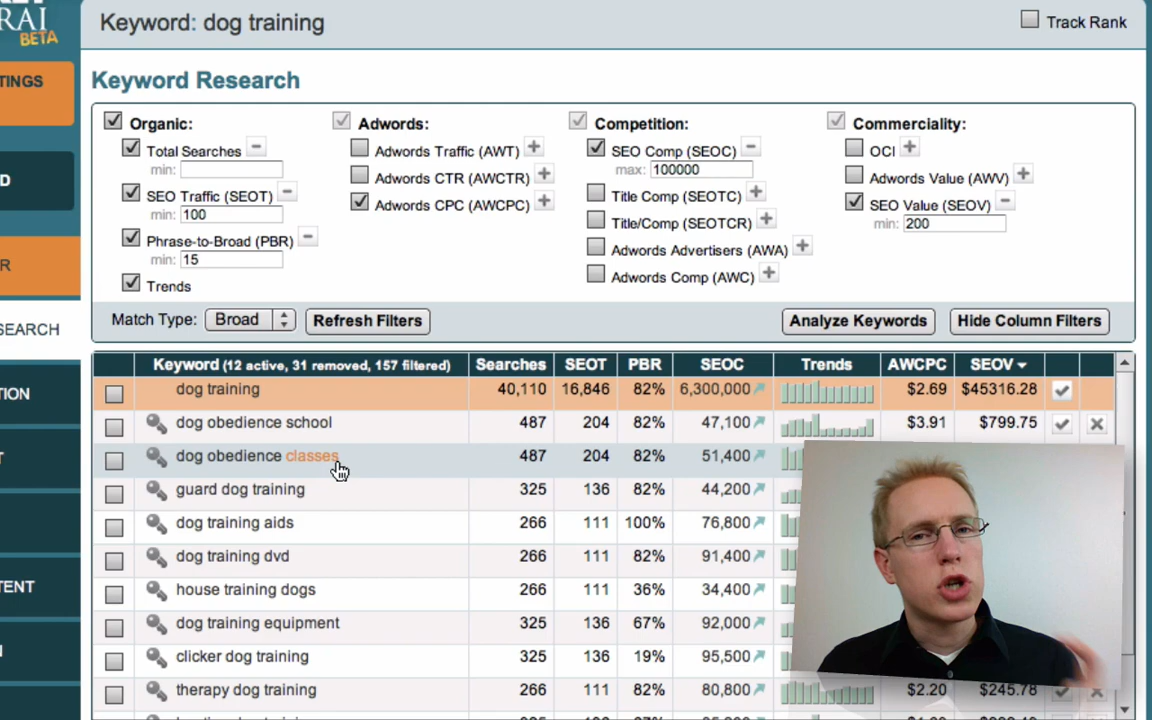 RAI
BETA
Keyword: dog training
Track Rank
TINGS
Keyword Research
Organic:
Adwords:
Competition:
Commerciality:
Total Searches
Adwords Traffic (AWT)
SEO Comp (SEOC)
OCI
min:
Adwords CTR (AWCTR)
max: 100000
Adwords Value (AWV)
D
SEO Traffic (SEOT)
Adwords CPC (AWCPC)
Title Comp (SEOTC)
SEO Value (SEOV)
min: 100
Title/Comp (SEOTCR)
min: 200
Phrase-to-Broad (PBR)
Adwords Advertisers (AWA)
min: 15
R
Adwords Comp (AWC)
Trends
Match Type: Broad Refresh Filters Analyze Keywords Hide Column Filters
SEARCH
Keyword (12 active, 31 removed, 157 filtered) Searches SEOT PBR SEOC Trends AWCPC SEOV
dog training 40,110 16,846 82% 6,300,000 $2.69 $45316.28
TION
dog obedience school 487 204 82% 47,100 $3.91 $799.75
dog obedience classes 487 204 82% 51,400
T
guard dog training 325 136 82% 44,200
dog training aids 266 111 100% 76,800
dog training dvd 266 111 82% 91,400
TENT
house training dogs 266 111 36% 34,400
dog training equipment 325 136 67% 92,000
N
clicker dog training 325 136 19% 95,500
therapy dog training 266 111 82% 80,800 $2.20 $245.78